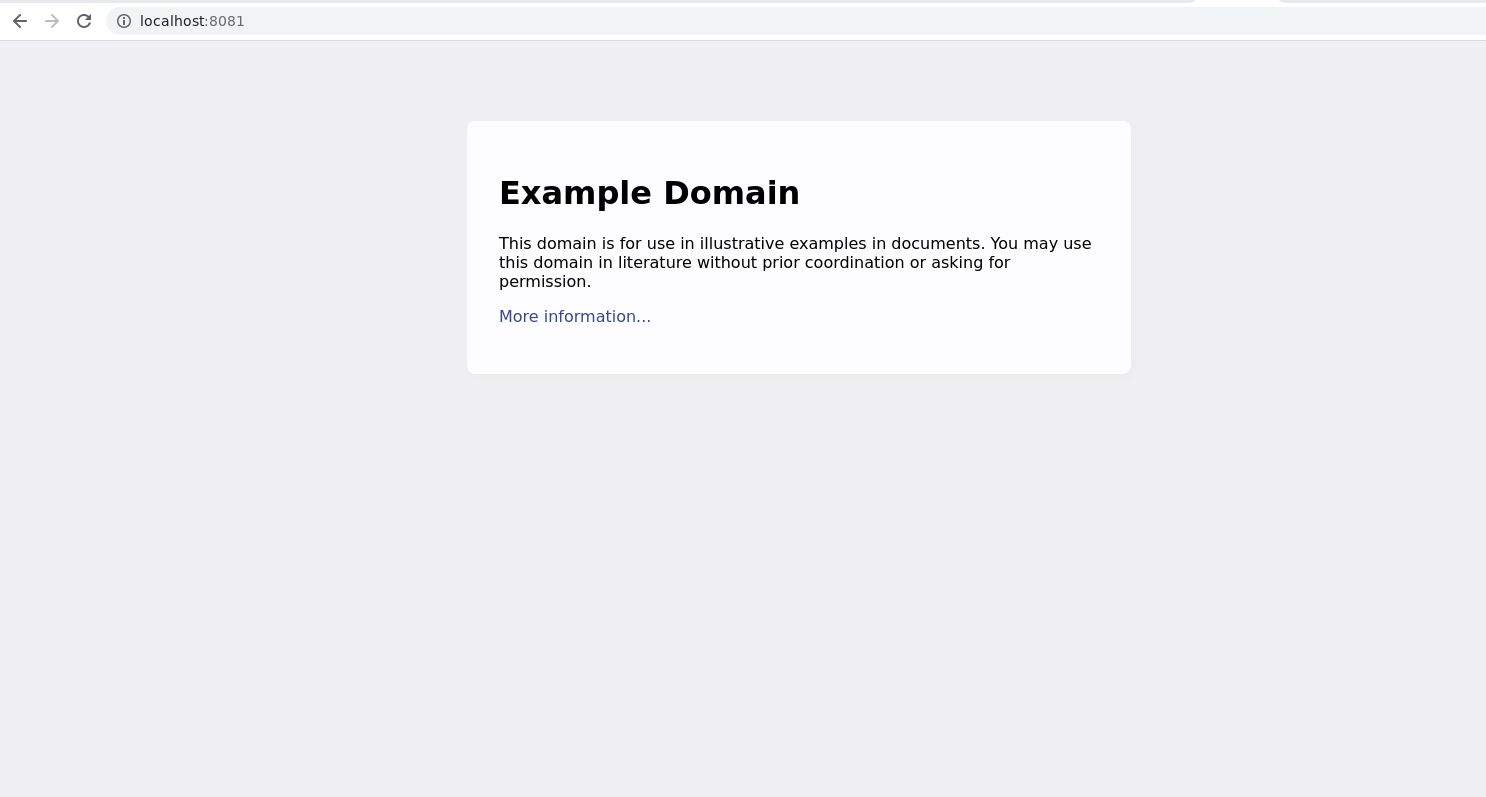 localhost:8081
Example Domain
This domain is for use in illustrative examples in documents. You may use
this domain in literature without prior coordination or asking for
permission.
More information...